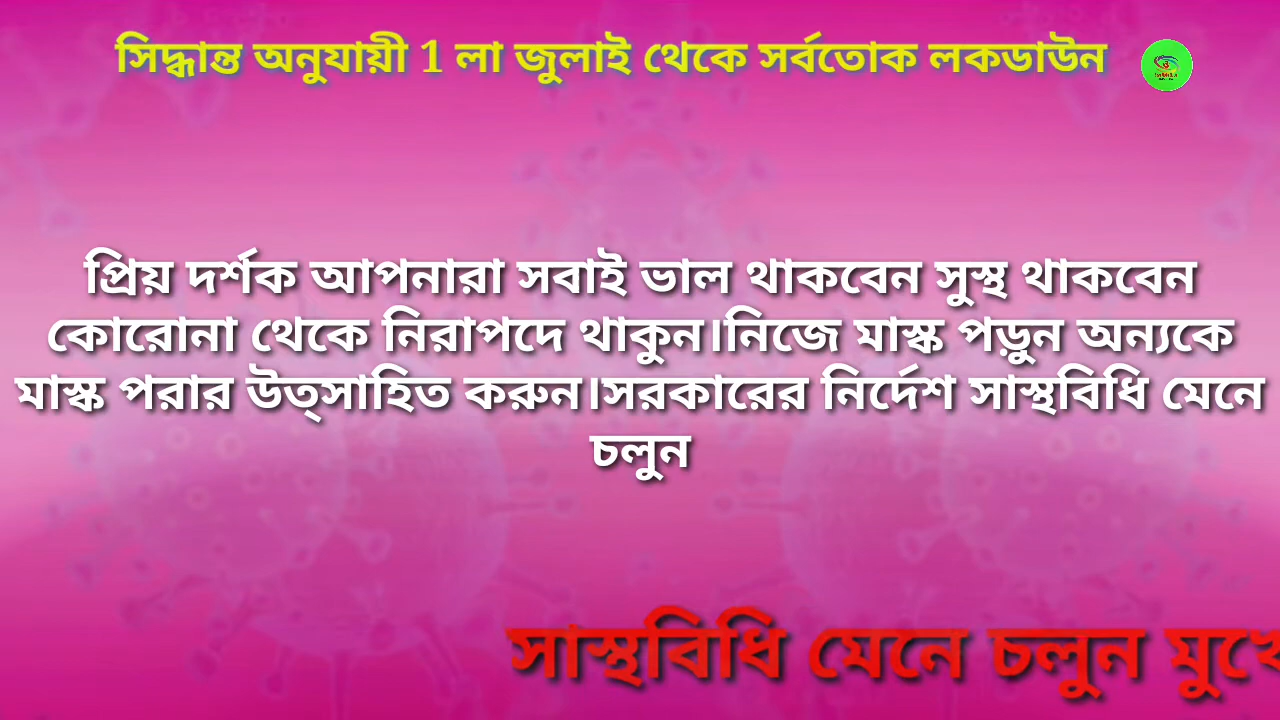 সিদ্ধান্ত অনুযায়ী 1 লা জুলাই থেকে সর্বতোক লকডাউন
প্রিয় দর্শক আপনারা সবাই ভাল থাকবেন সুস্থ থাকবেন
কোরোনা থেকে নিরাপদে থাকুন।নিজে মাস্ক পড়ুন অন্যকে
মাস্ক পরার উত্সাহিত করুন।সরকারের নির্দেশ সাস্থবিধি মেনে
চলুন
সাস্থবিধি মেনে চলুন মুখে